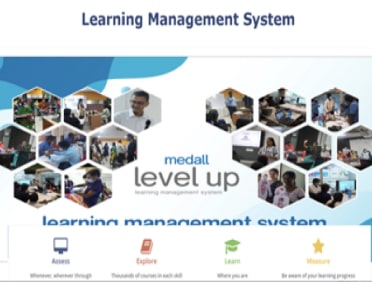 Learning Management System
medall
level up
learning management system
learning management system
Assess
Explore
Learn
Measure
Wherever, wherever through
Thousands of courses in each skill
Where you are
Be aware of your learning progress